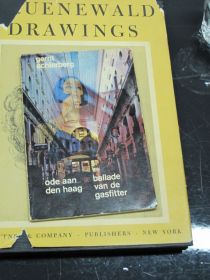 UENEWALD
DRAWINGS
gerrit
achterberg
ode aan
den haag
ballade
van de
gasfitter
& COMPANY · PUBLISHERS · NEW YORK